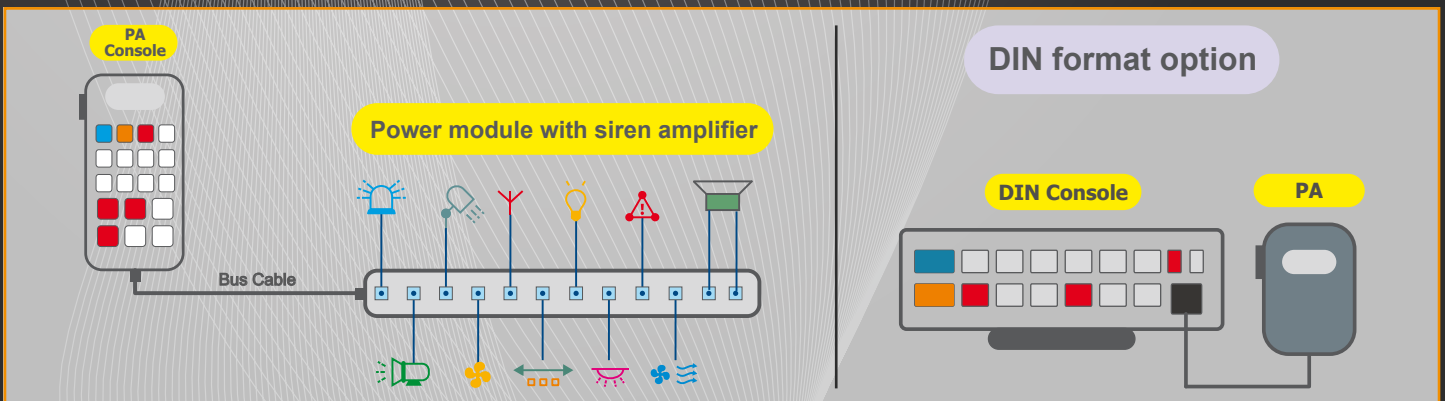 PA
Console
Power module with siren amplifier
Bus Cable
DIN format option
DIN Console
PA